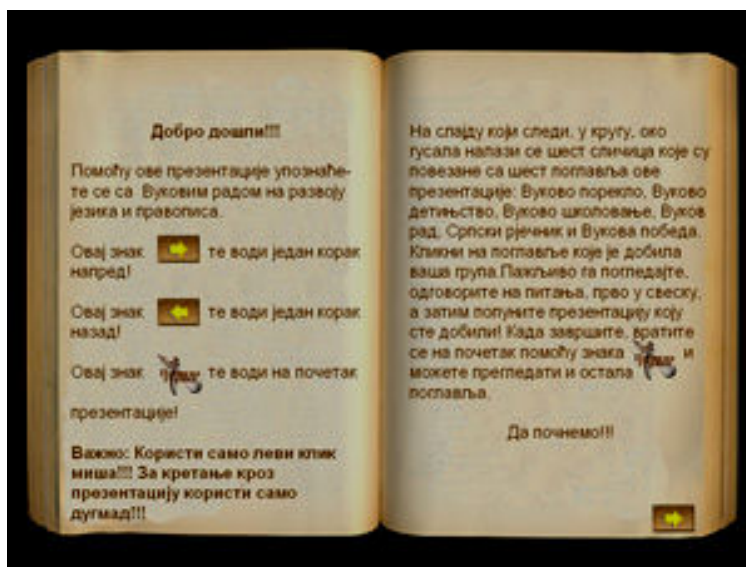 Добро дошли!!!
Помоћу ове презентације упознаће-
те се са Вуковим радом на развоју
језика и правописа.
Овај знак те води један корак
напред!
Овај знак те води један корак
назад!
Овај знак те води на почетак
презентације!
Важно: Користи само леви клик
миша!!! За кретање кроз
презентацију користи само
дугмад!!!
На слајду који следи, у кругу, око
гусала налази се шест сличица које су
повезане са шест поглавља ове
презентације: Вуково порекло, Вуково
детињство, Вуково школовање, Вуков
рад, Српски рјечник и Вукова победа.
Кликни на поглавље које је добила
ваша група.Пажљиво га погледајте,
одговорите на питања, прво у свеску,
а затим попуните презентацију коју
сте добили! Када завршите, вратите
се на почетак помоћу знака и
можете прегледати и остала
поглавља.
Да почнемо!!!